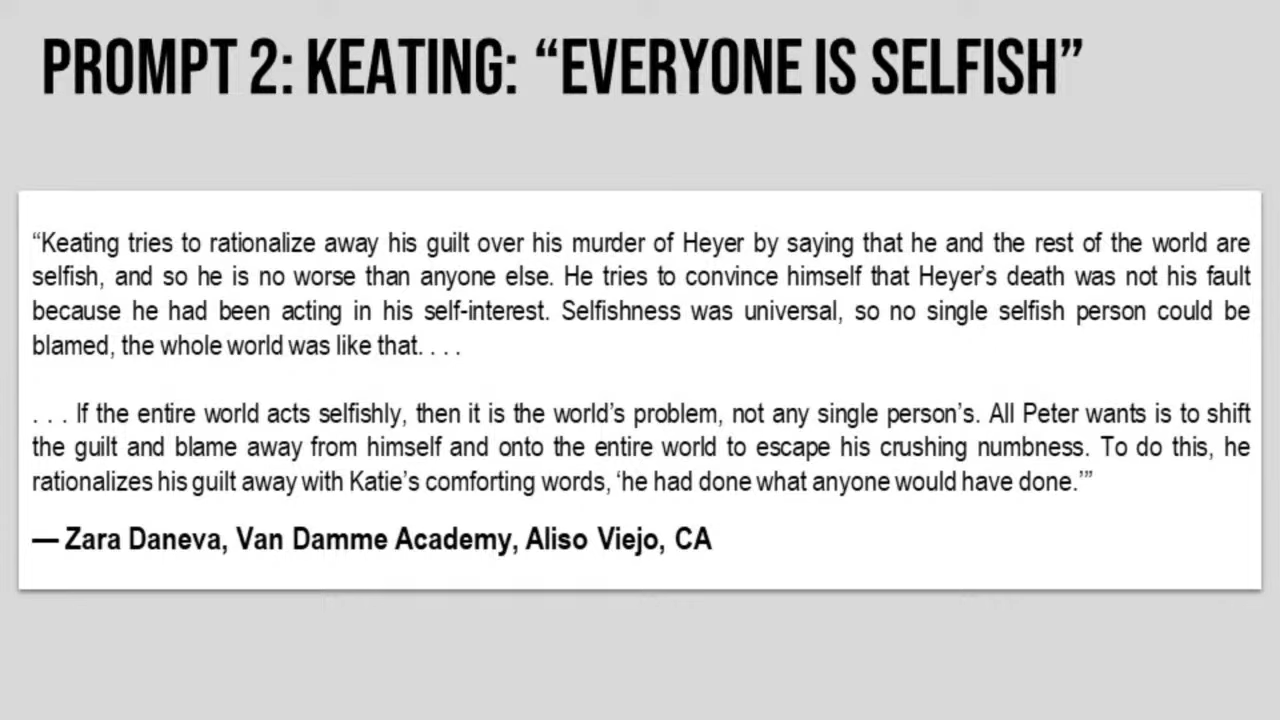 PROMPT 2: KEATING: “EVERYONE IS SELFISH”
“Keating tries to rationalize away his guilt over his murder of Heyer by saying that he and the rest of the world are
selfish, and so he is no worse than anyone else. He tries to convince himself that Heyer’s death was not his fault
because he had been acting in his self-interest. Selfishness was universal, so no single selfish person could be
blamed, the whole world was like that. . . .
. . . If the entire world acts selfishly, then it is the world’s problem, not any single person’s. All Peter wants is to shift
the guilt and blame away from himself and onto the entire world to escape his crushing numbness. To do this, he
rationalizes his guilt away with Katie’s comforting words, ‘he had done what anyone would have done.’”
— Zara Daneva, Van Damme Academy, Aliso Viejo, CA